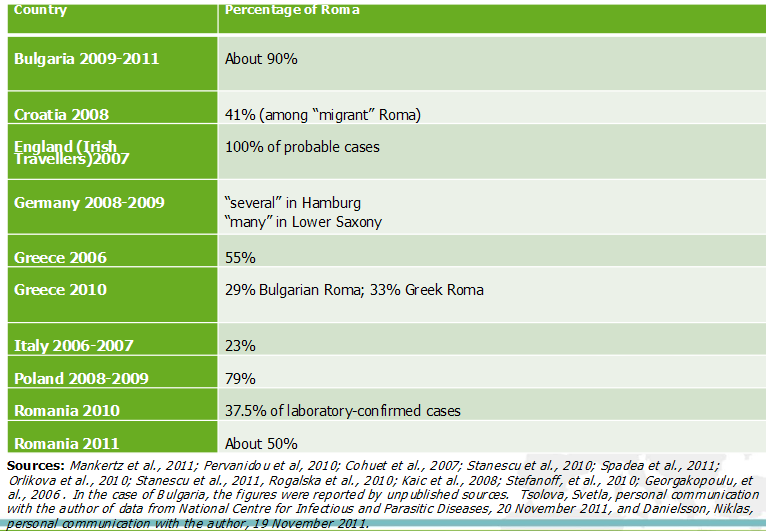 Country Percentage of Roma
Bulgaria 2009-2011 About 90%
Croatia 2008 41% (among “migrant” Roma)
England (Irish Travellers)2007 100% of probable cases
Germany 2008-2009 “several” in Hamburg
“many” in Lower Saxony
Greece 2006 55%
Greece 2010 29% Bulgarian Roma; 33% Greek Roma
Italy 2006-2007 23%
Poland 2008-2009 79%
Romania 2010 37.5% of laboratory-confirmed cases
Romania 2011 About 50%
Sources: Mankertz et al., 2011; Pervanidou et al, 2010; Cohuet et al., 2007; Stanescu et al., 2010; Spadea et al., 2011;
Orlikova et al., 2010; Stanescu et al., 2011, Rogalska et al., 2010; Kaic et al., 2008; Stefanoff, et al., 2010; Georgakopoulou, et
al., 2006 . In the case of Bulgaria, the figures were reported by unpublished sources. Tsolova, Svetla, personal communication
with the author of data from National Centre for Infectious and Parasitic Diseases, 20 November 2011, and Danielsson, Niklas,
personal communication with the author, 19 November 2011.